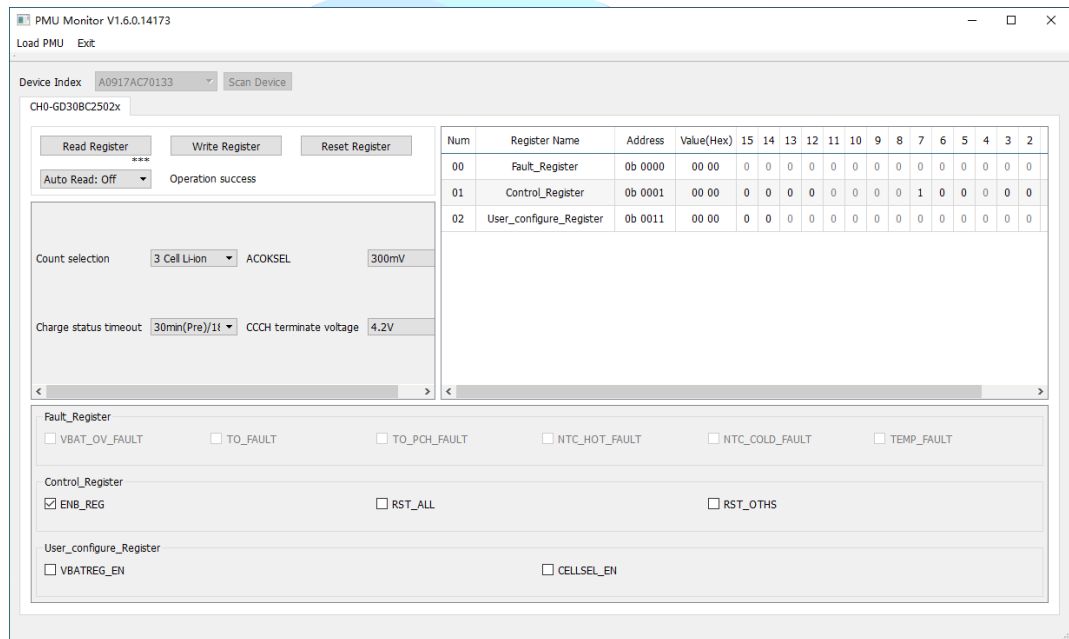 PMU Monitor V1.6.0.14173
Load PMU Exit
Device Index A0917AC70133 Scan Device
CH0-GD30BC2502x
Read Register Write Register Reset Register
***
Auto Read: Off Operation success
Count selection 3 Cell Li-ion ACOKSEL 300mV
Charge status timeout 30min(Pre)/18 CCCH terminate voltage 4.2V
Num Register Name Address Value(Hex) 15 14 13 12 11 10 9 8 7 6 5 4 3 2
00 Fault_Register 0b 0000 00 00 0 0 0 0 0 0 0 0 0 0 0 0 0 0
01 Control_Register 0b 0001 00 00 0 0 0 0 0 0 0 0 1 0 0 0 0 0
02 User_configure_Register 0b 0011 00 00 0 0 0 0 0 0 0 0 0 0 0 0 0 0
Fault_Register
VBAT_OV_FAULT TO_FAULT TO_PCH_FAULT NTC_HOT_FAULT NTC_COLD_FAULT TEMP_FAULT
Control_Register
ENB_REG RST_ALL RST_OTHS
User_configure_Register
VBATREG_EN CELLSEL_EN